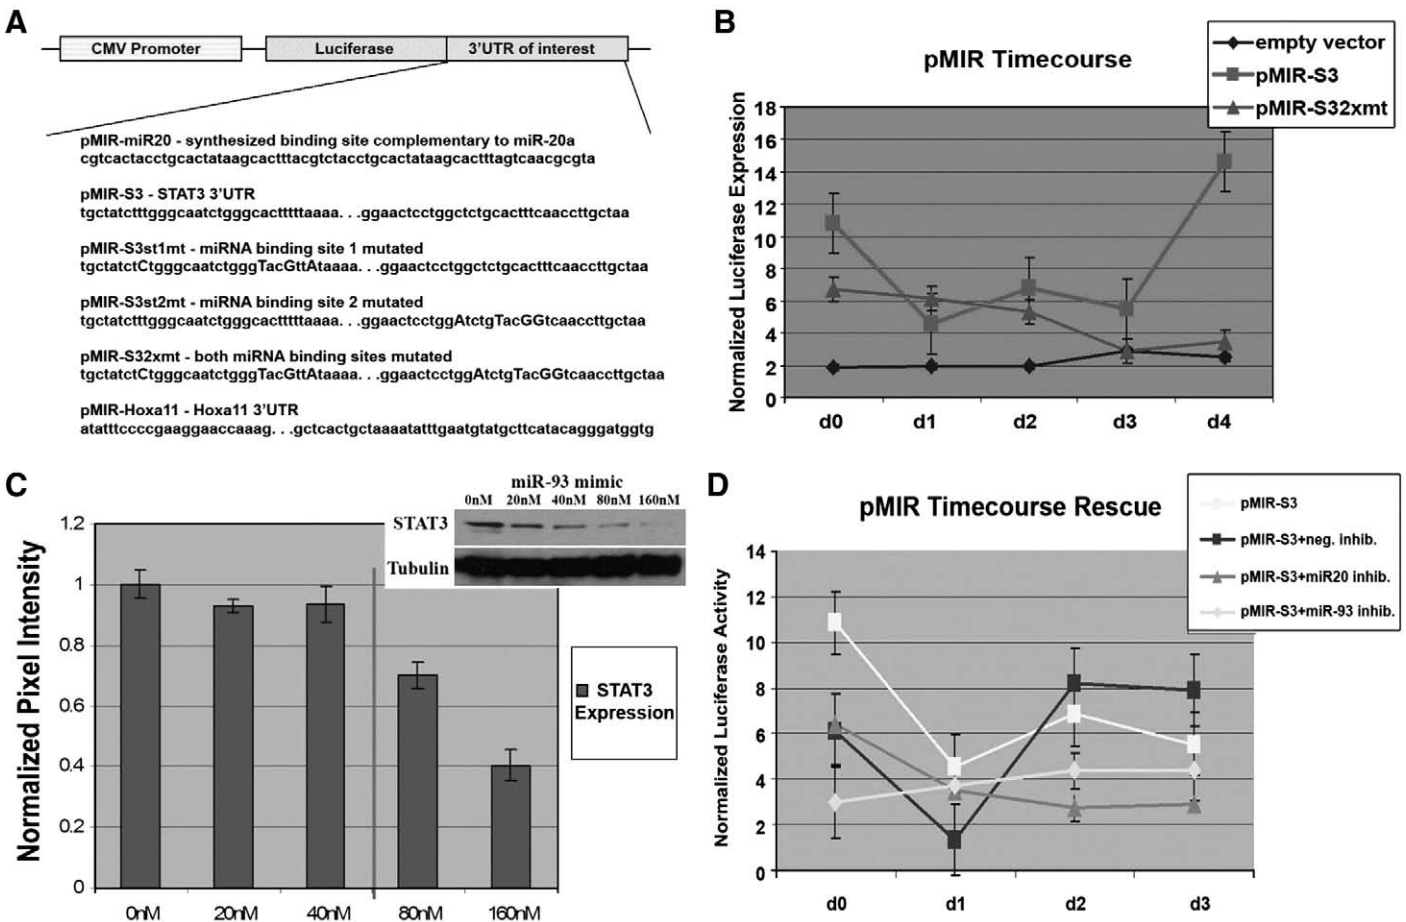 A
CMV Promoter
Luciferase
3'UTR of interest
pMIR-miR20 - synthesized binding site complementary to miR-20a
cgtcactacctgcactataagcactttacgtctacctgcactataagcactttagtcaacgcgta
pMIR-S3 - STAT3 3'UTR
tgctatctttgggcaatctgggcactttttaaaa. . .ggaactcctggctctgcactttcaaccttgctaa
pMIR-S3st1mt - miRNA binding site 1 mutated
tgctatctCtgggcaatctgggTacGttAtaaaa. . .ggaactcctggctctgcactttcaaccttgctaa
pMIR-S3st2mt - miRNA binding site 2 mutated
tgctatctttgggcaatctgggcactttttaaaa. . .ggaactcctggAtctgTacGGtcaaccttgctaa
pMIR-S32xmt - both miRNA binding sites mutated
tgctatctCtgggcaatctgggTacGttAtaaaa. . .ggaactcctggAtctgTacGGtcaaccttgctaa
pMIR-Hoxa11 - Hoxa11 3'UTR
atatttccccgaaggaaccaaag. . .gctcactgctaaaatatttgaatgtatgcttcatacagggatggtg
B
pMIR Timecourse
empty vector
pMIR-S3
pMIR-S32xmt
Normalized Luciferase Expression
18
16
14
12
10
8
6
4
2
0
d0
d1
d2
d3
d4
C
miR-93 mimic
0nM 20nM 40nM 80nM 160nM
STAT3
Tubulin
Normalized Pixel Intensity
1.2
1
0.8
0.6
0.4
0.2
0
0nM
20nM
40nM
80nM
160nM
STAT3
Expression
D
pMIR Timecourse Rescue
pMIR-S3
pMIR-S3+neg. inhib.
pMIR-S3+miR20 inhib.
pMIR-S3+miR-93 inhib.
Normalized Luciferase Activity
14
12
10
8
6
4
2
0
d0
d1
d2
d3